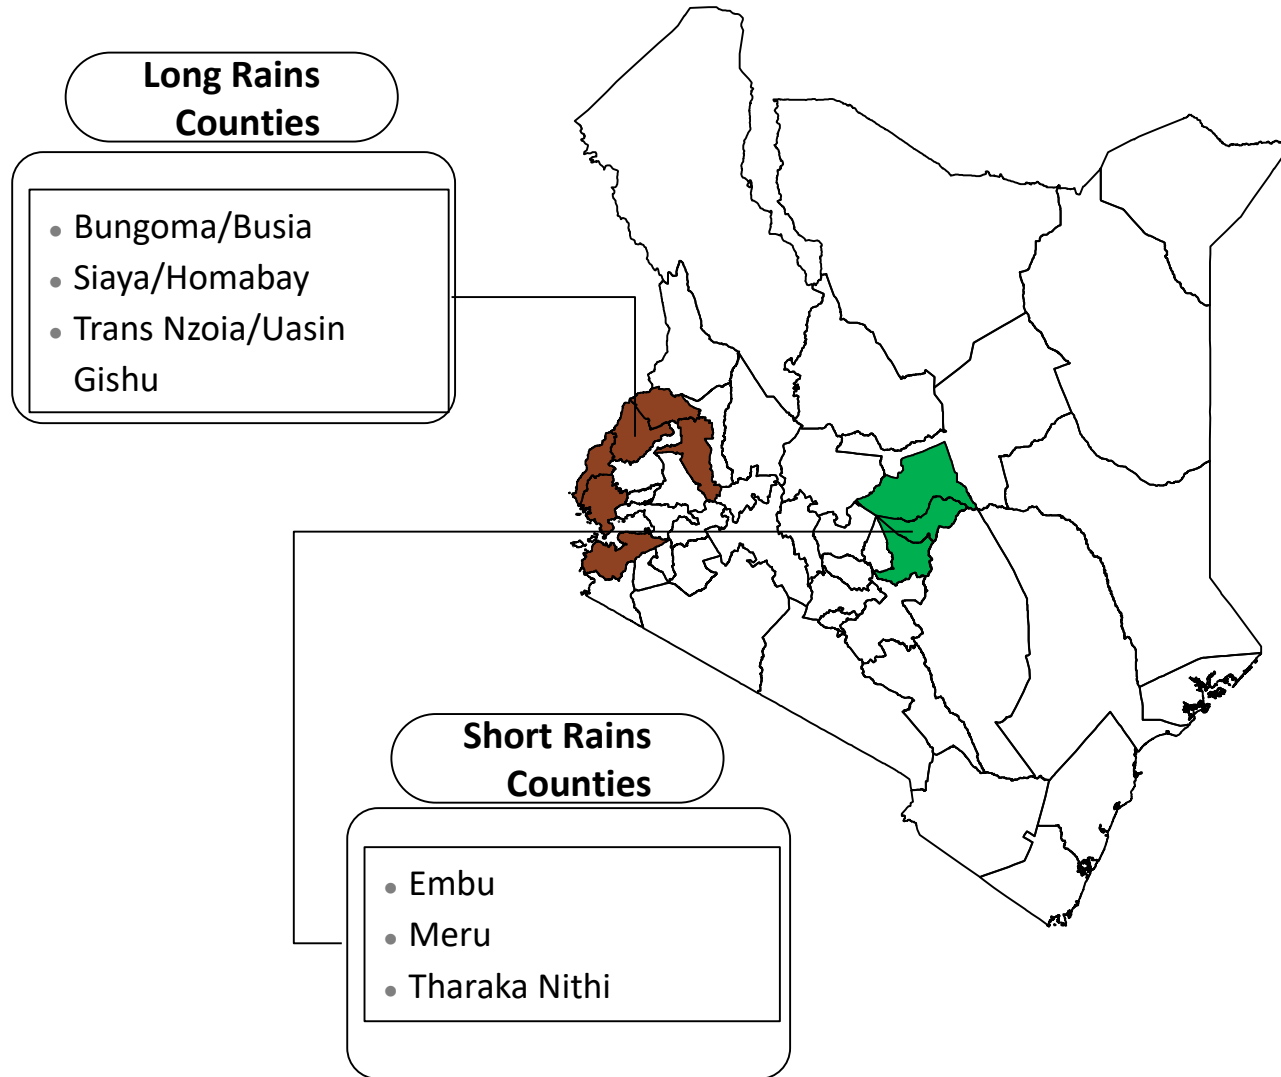 Long Rains
Counties
• Bungoma/Busia
• Siaya/Homabay
• Trans Nzoia/Uasin
Gishu
Short Rains
Counties
• Embu
• Meru
• Tharaka Nithi